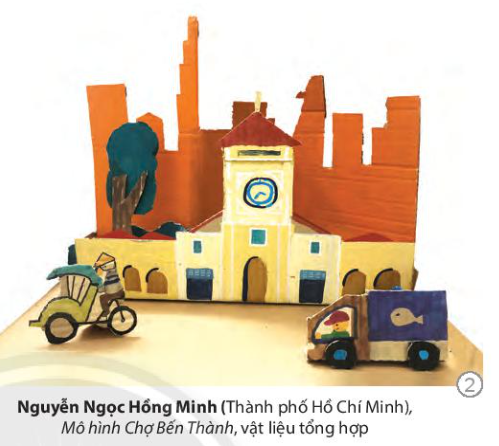 2
Nguyễn Ngọc Hồng Minh (Thành phố Hồ Chí Minh),
Mô hình Chợ Bến Thành, vật liệu tổng hợp